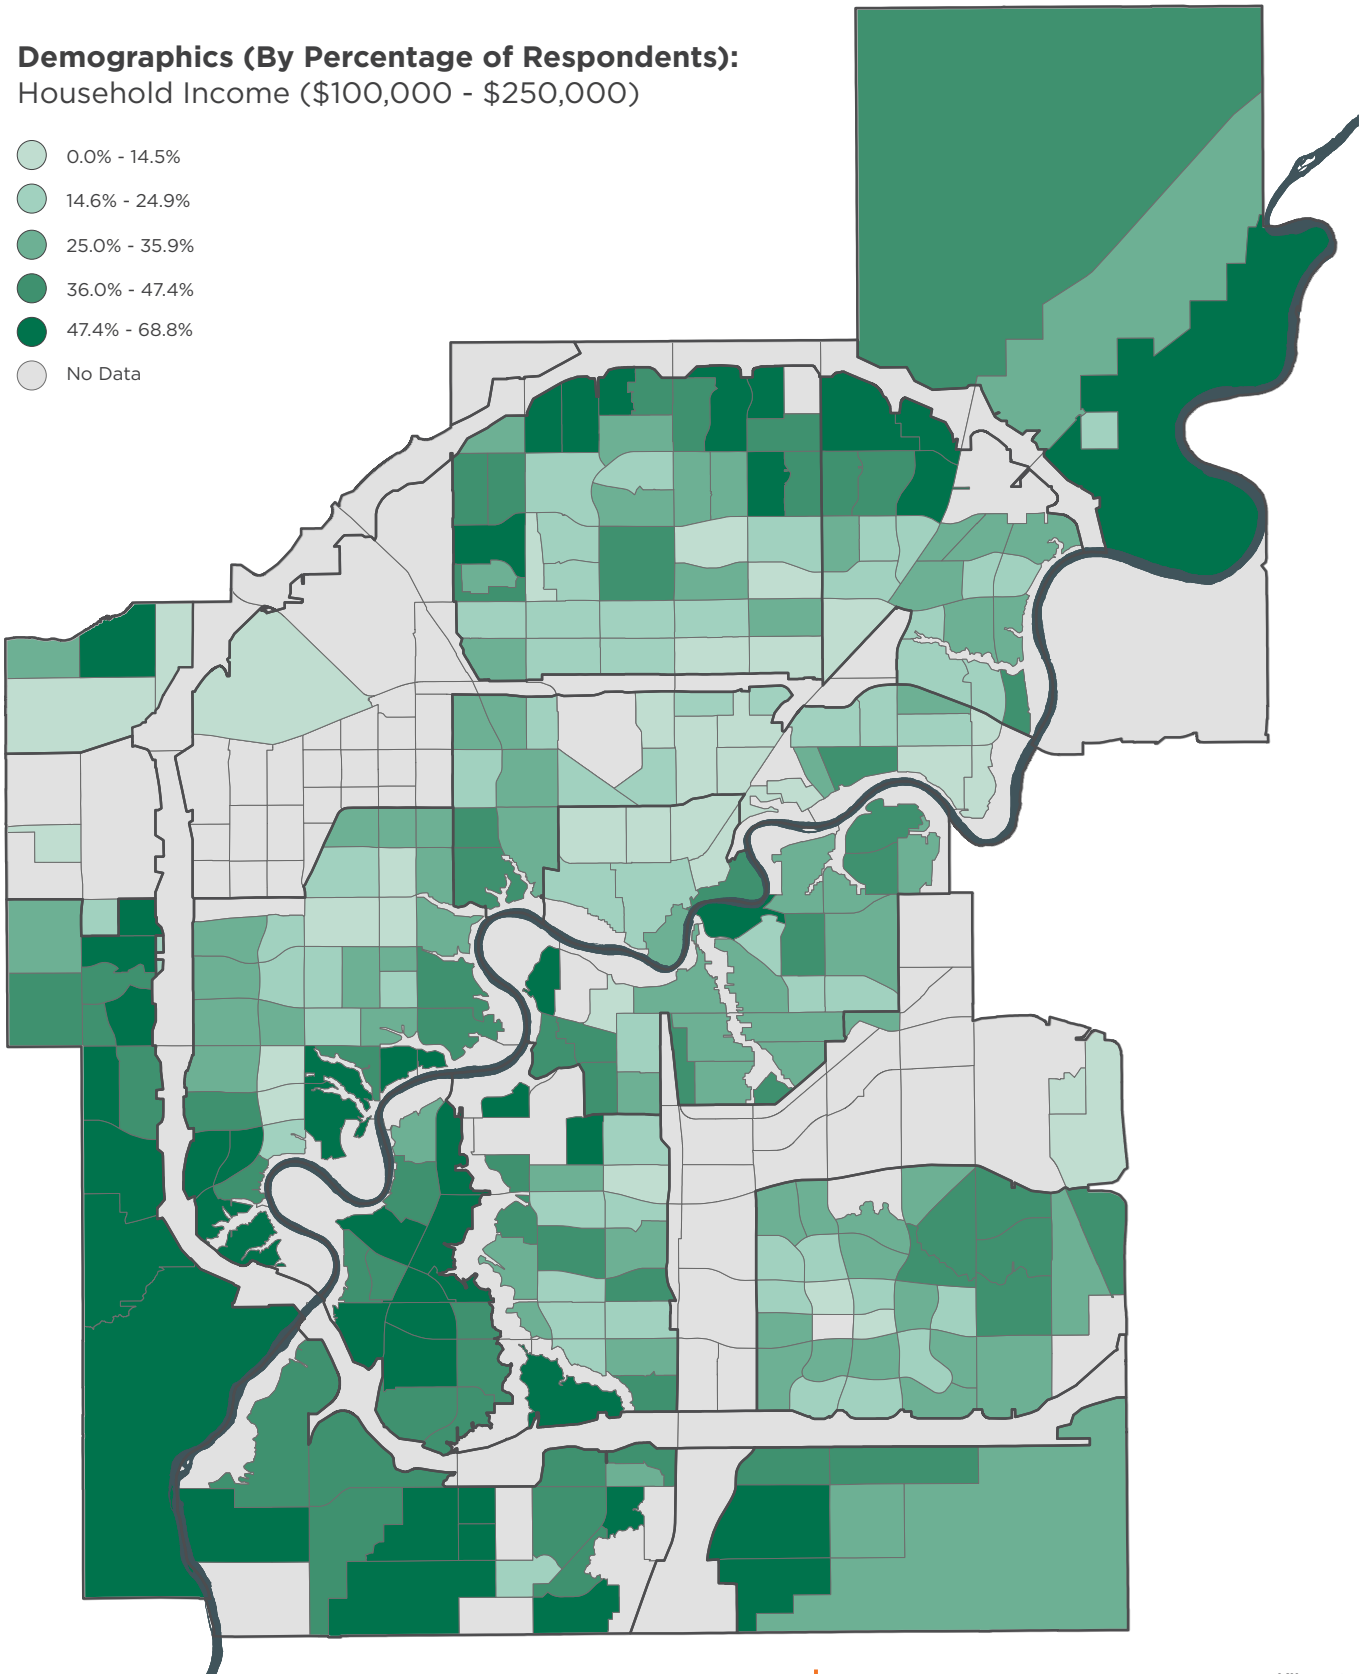 Demographics (By Percentage of Respondents):
Household Income ($100,000 - $250,000)
0.0% - 14.5%
14.6% - 24.9%
25.0% - 35.9%
36.0% - 47.4%
47.4% - 68.8%
No Data